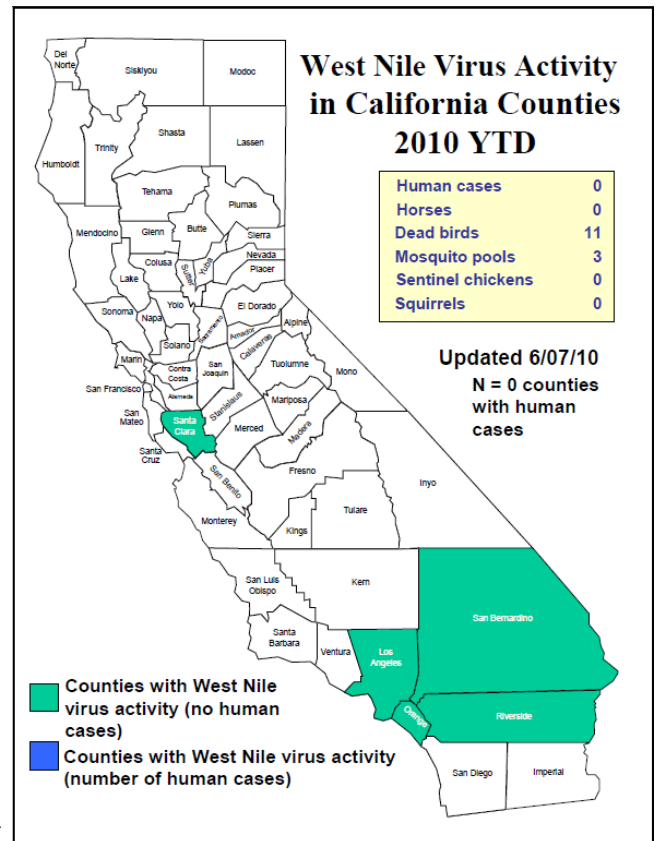 West Nile Virus Activity
in California Counties
2010 YTD
Human cases 0
Horses 0
Dead birds 11
Mosquito pools 3
Sentinel chickens 0
Squirrels 0
Updated 6/07/10
N = 0 counties
with human
cases
Del
Norte
Siskiyou
Modoc
Humboldt
Trinity
Shasta
Lassen
Tehama
Plumas
Mendocino
Glenn
Butte
Sierra
Colusa
Lake
Sutter
Yuba
Nevada
Placer
Sonoma
Napa
Yolo
El Dorado
Sacramento
Alpine
Amador
Solano
Calaveras
Marin
Contra
Costa
San
Joaquin
Tuolumne
Mono
San Francisco
Alameda
San
Mateo
Santa
Clara
Stanislaus
Mariposa
Merced
Madera
Santa
Cruz
San Benito
Fresno
Inyo
Monterey
Kings
Tulare
San Luis
Obispo
Kern
San Bernardino
Santa
Barbara
Ventura
Los
Angeles
Orange
Riverside
San Diego
Imperial
Counties with West Nile
virus activity (no human
cases)
Counties with West Nile virus activity
(number of human cases)